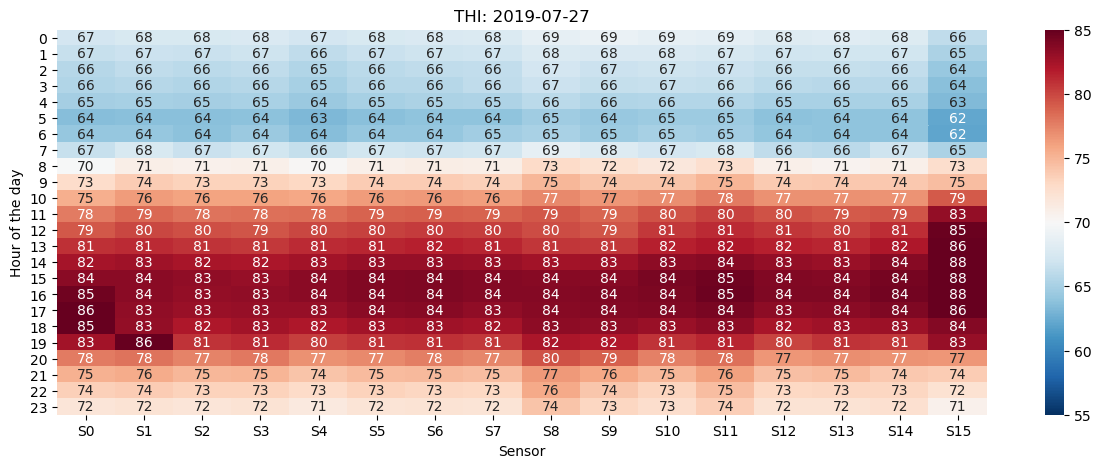 THI: 2019-07-27
0 67 68 68 68 67 68 68 68 69 69 69 69 68 68 68 66
1 67 67 67 67 66 67 67 67 68 68 68 67 67 67 67 65
2 66 66 66 66 65 66 66 66 67 67 67 67 66 66 66 64
3 66 66 66 66 65 66 66 66 67 66 66 67 66 66 66 64
4 65 65 65 65 64 65 65 65 66 66 66 66 65 65 65 63
5 64 64 64 64 63 64 64 64 65 64 65 65 64 64 64 62
6 64 64 64 64 64 64 64 65 65 65 65 65 64 64 64 62
7 67 68 67 67 66 67 67 67 69 68 67 68 66 66 67 65
8 70 71 71 71 70 71 71 71 73 72 72 73 71 71 71 73
9 73 74 73 73 73 74 74 74 75 74 74 75 74 74 74 75
10 75 76 76 76 76 76 76 76 77 77 77 78 77 77 77 79
11 78 79 78 78 78 79 79 79 79 79 80 80 80 79 79 83
12 79 80 80 79 80 80 80 80 80 79 81 81 81 80 81 85
13 81 81 81 81 81 81 82 81 81 81 82 82 82 81 82 86
14 82 83 82 82 83 83 83 83 83 83 83 84 83 83 84 88
15 84 84 83 83 84 84 84 84 84 84 84 85 84 84 84 88
16 85 84 83 83 84 84 84 84 84 84 84 85 84 84 84 88
17 86 83 83 83 83 84 84 83 84 84 84 84 83 83 84 86
18 85 83 82 83 82 83 83 82 83 83 83 83 82 83 83 84
19 83 86 81 81 80 81 81 81 82 82 81 81 80 81 81 83
20 78 78 77 78 77 77 78 77 80 79 78 78 77 77 77 77
21 75 76 75 75 74 75 75 75 77 76 75 76 75 75 74 74
22 74 74 73 73 73 73 73 73 76 74 73 75 73 73 73 72
23 72 72 72 72 71 72 72 72 74 73 73 74 72 72 72 71
S0 S1 S2 S3 S4 S5 S6 S7 S8 S9 S10 S11 S12 S13 S14 S15
Sensor
Hour of the day
85
80
75
70
65
60
55